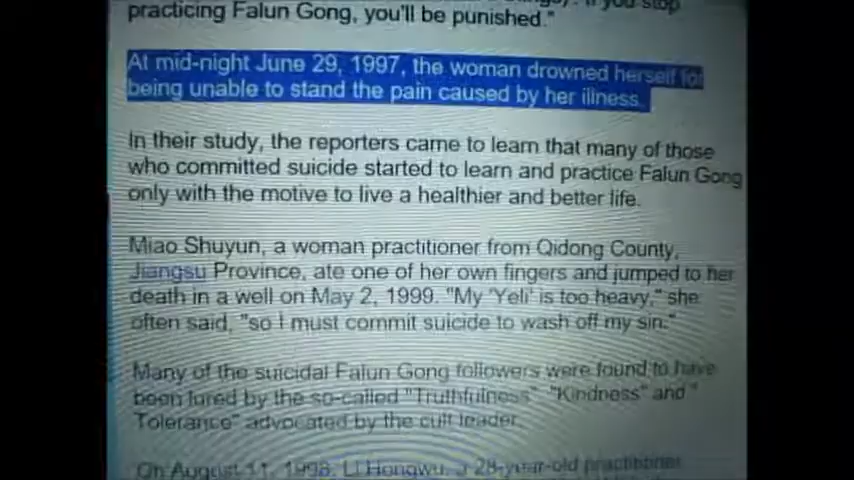 practicing Falun Gong, you'll be punished."
At mid-night June 29, 1997, the woman drowned herself for
being unable to stand the pain caused by her illness.
In their study, the reporters came to learn that many of those
who committed suicide started to learn and practice Falun Gong
only with the motive to live a healthier and better life.
Miao Shuyun, a woman practitioner from Qidong County,
Jiangsu Province, ate one of her own fingers and jumped to her
death in a well on May 2, 1999. "My 'Yeli' is too heavy," she
often said, "so I must commit suicide to wash off my sin."
Many of the suicidal Falun Gong followers were found to have
been lured by the so-called "Truthfulness" "Kindness" and "
Tolerance" advocated by the cult leader.
On August 11, 1998, Li Hongwu, a 28-year-old practitioner